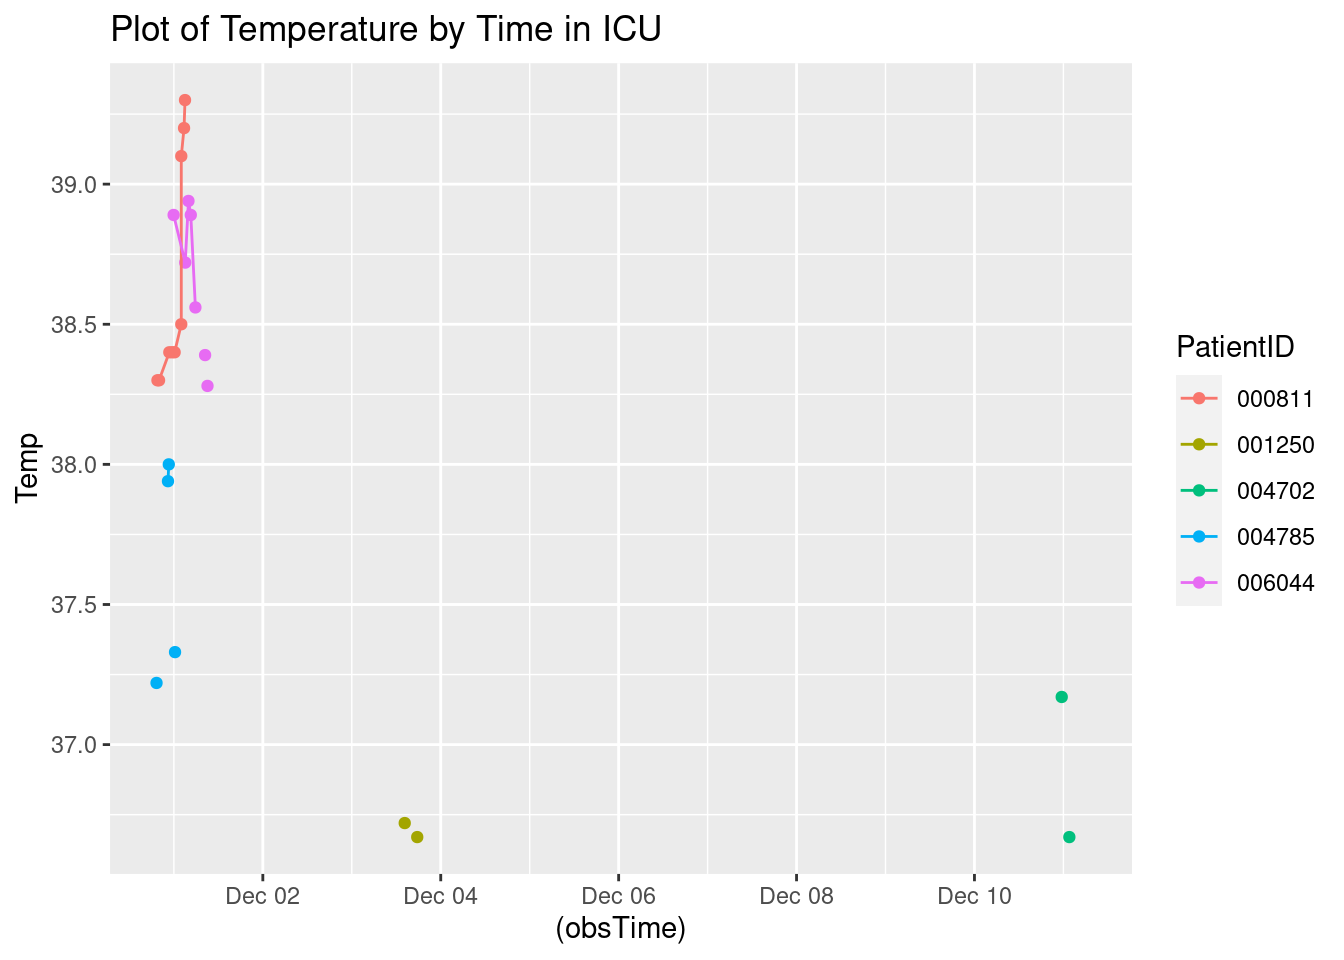 Plot of Temperature by Time in ICU
Temp
39.0
38.5
38.0
37.5
37.0
Dec 02 Dec 04 Dec 06 Dec 08 Dec 10
(obsTime)
PatientID
000811
001250
004702
004785
006044